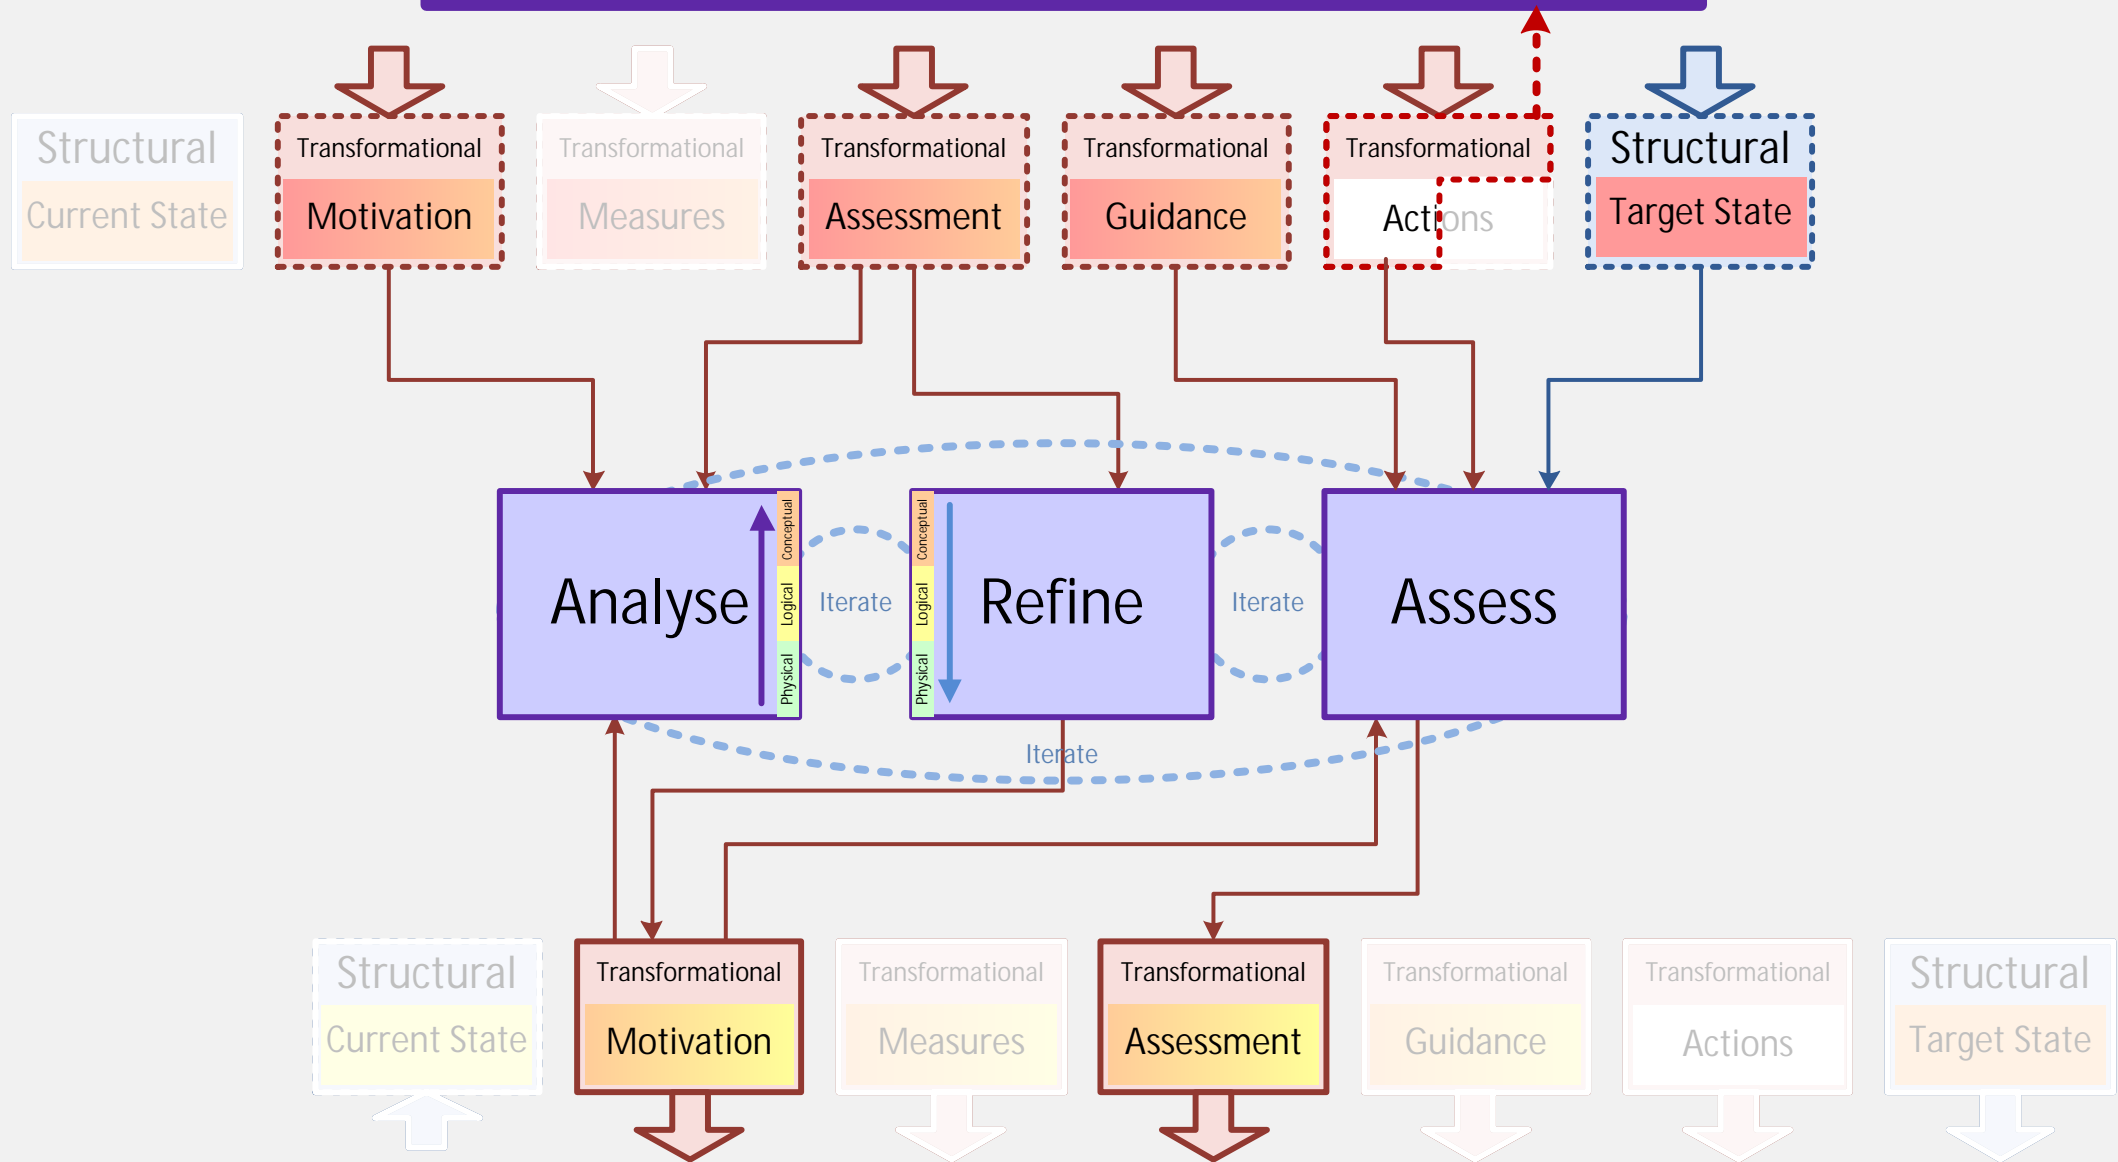 Structural
Current State
Transformational
Motivation
Transformational
Measures
Transformational
Assessment
Transformational
Guidance
Transformational
Actions
Structural
Target State
Analyse
Conceptual
Logical
Physical
Iterate
Conceptual
Logical
Physical
Refine
Iterate
Assess
Iterate
Structural
Current State
Transformational
Motivation
Transformational
Measures
Transformational
Assessment
Transformational
Guidance
Transformational
Actions
Structural
Target State